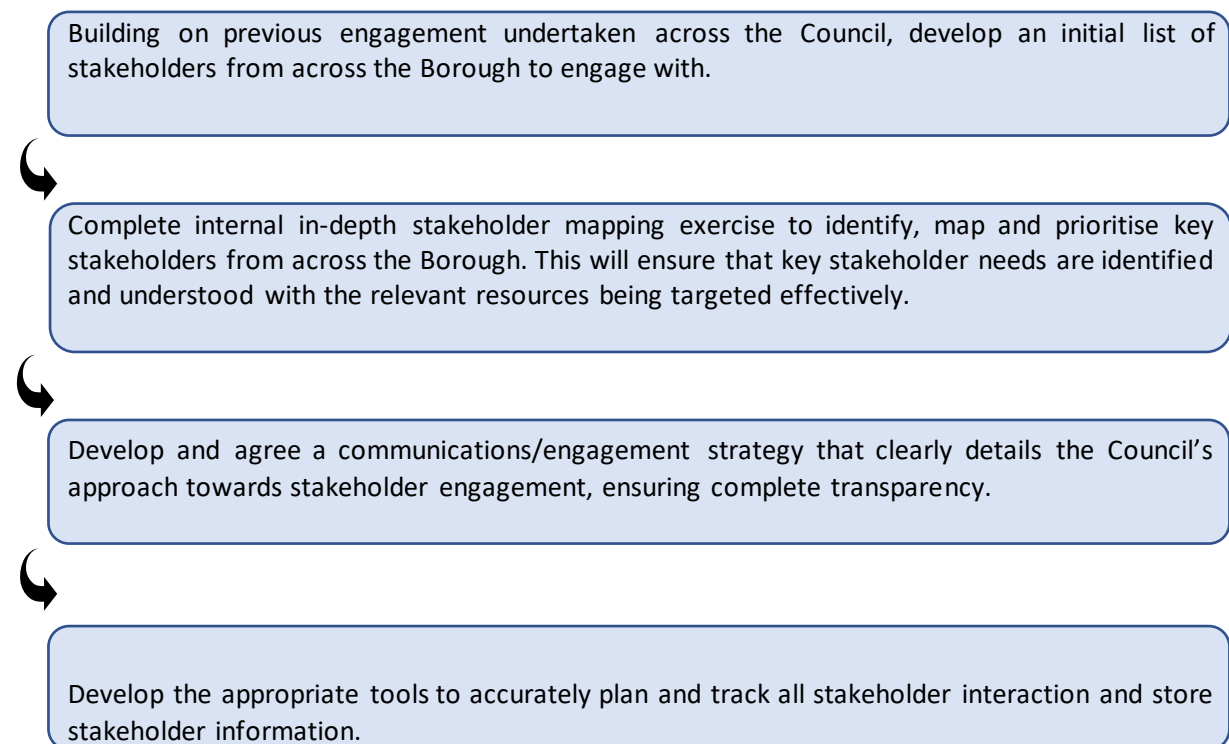 Building on previous engagement undertaken across the Council, develop an initial list of
stakeholders from across the Borough to engage with.
Complete internal in-depth stakeholder mapping exercise to identify, map and prioritise key
stakeholders from across the Borough. This will ensure that key stakeholder needs are identified
and understood with the relevant resources being targeted effectively.
Develop and agree a communications/engagement strategy that clearly details the Council’s
approach towards stakeholder engagement, ensuring complete transparency.
Develop the appropriate tools to accurately plan and track all stakeholder interaction and store
stakeholder information.